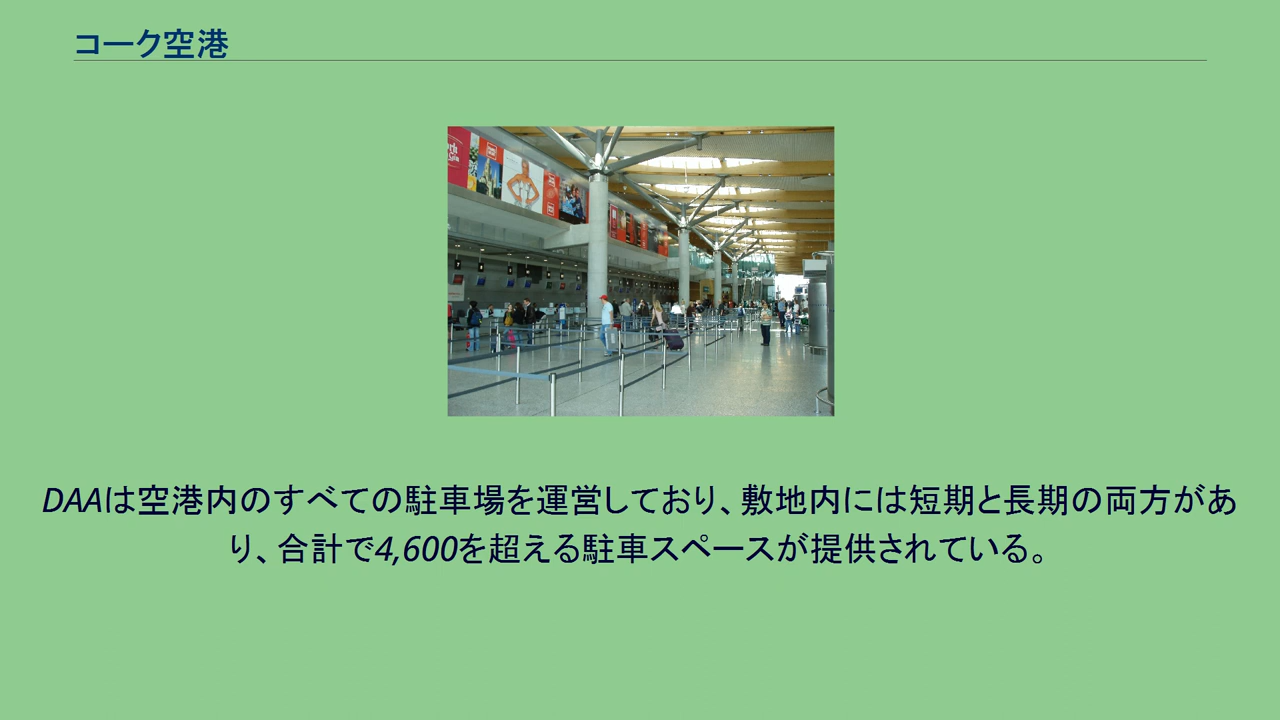 コーク空港
DAAは空港内のすべての駐車場を運営しており、敷地内には短期と長期の両方があ
り、合計で4,600を超える駐車スペースが提供されている。